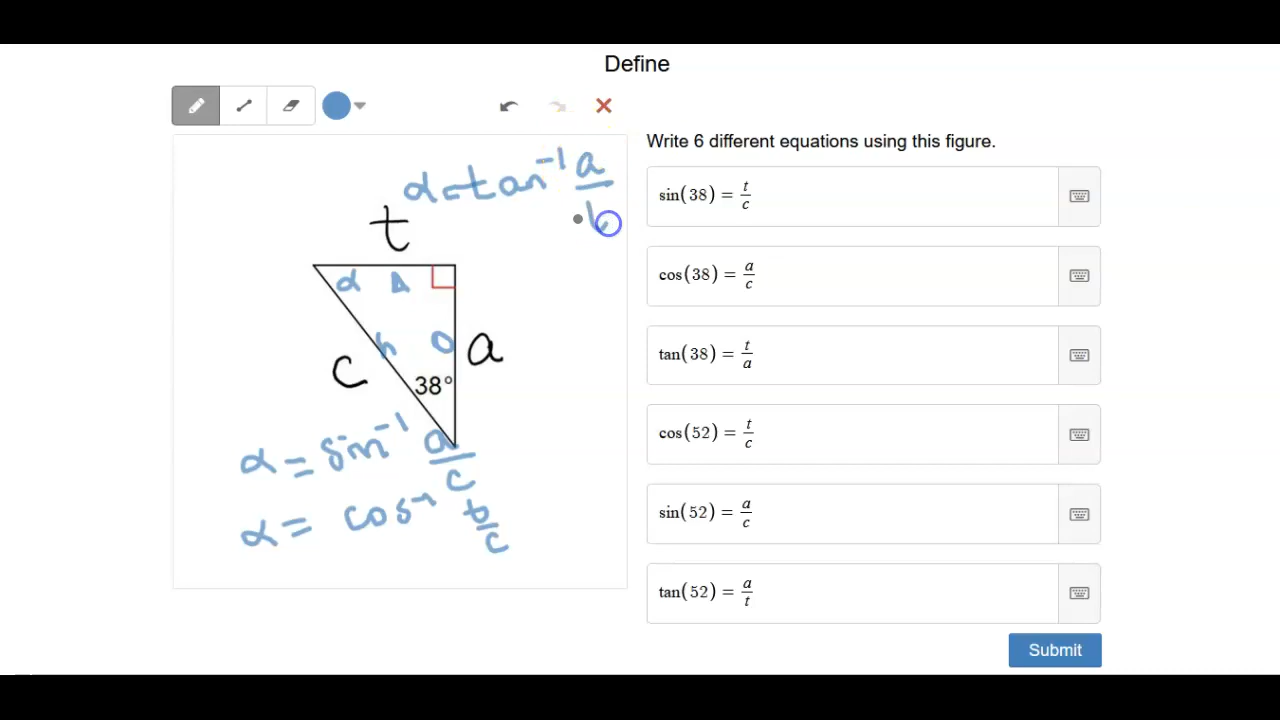 Define
Write 6 different equations using this figure.
α = tan⁻¹ a/b
t
α A
h O
c a
38°
α = sin⁻¹ a/c
α = cos⁻¹ b/c
sin(38) = t/c
cos(38) = a/c
tan(38) = t/a
cos(52) = t/c
sin(52) = a/c
tan(52) = a/t
Submit